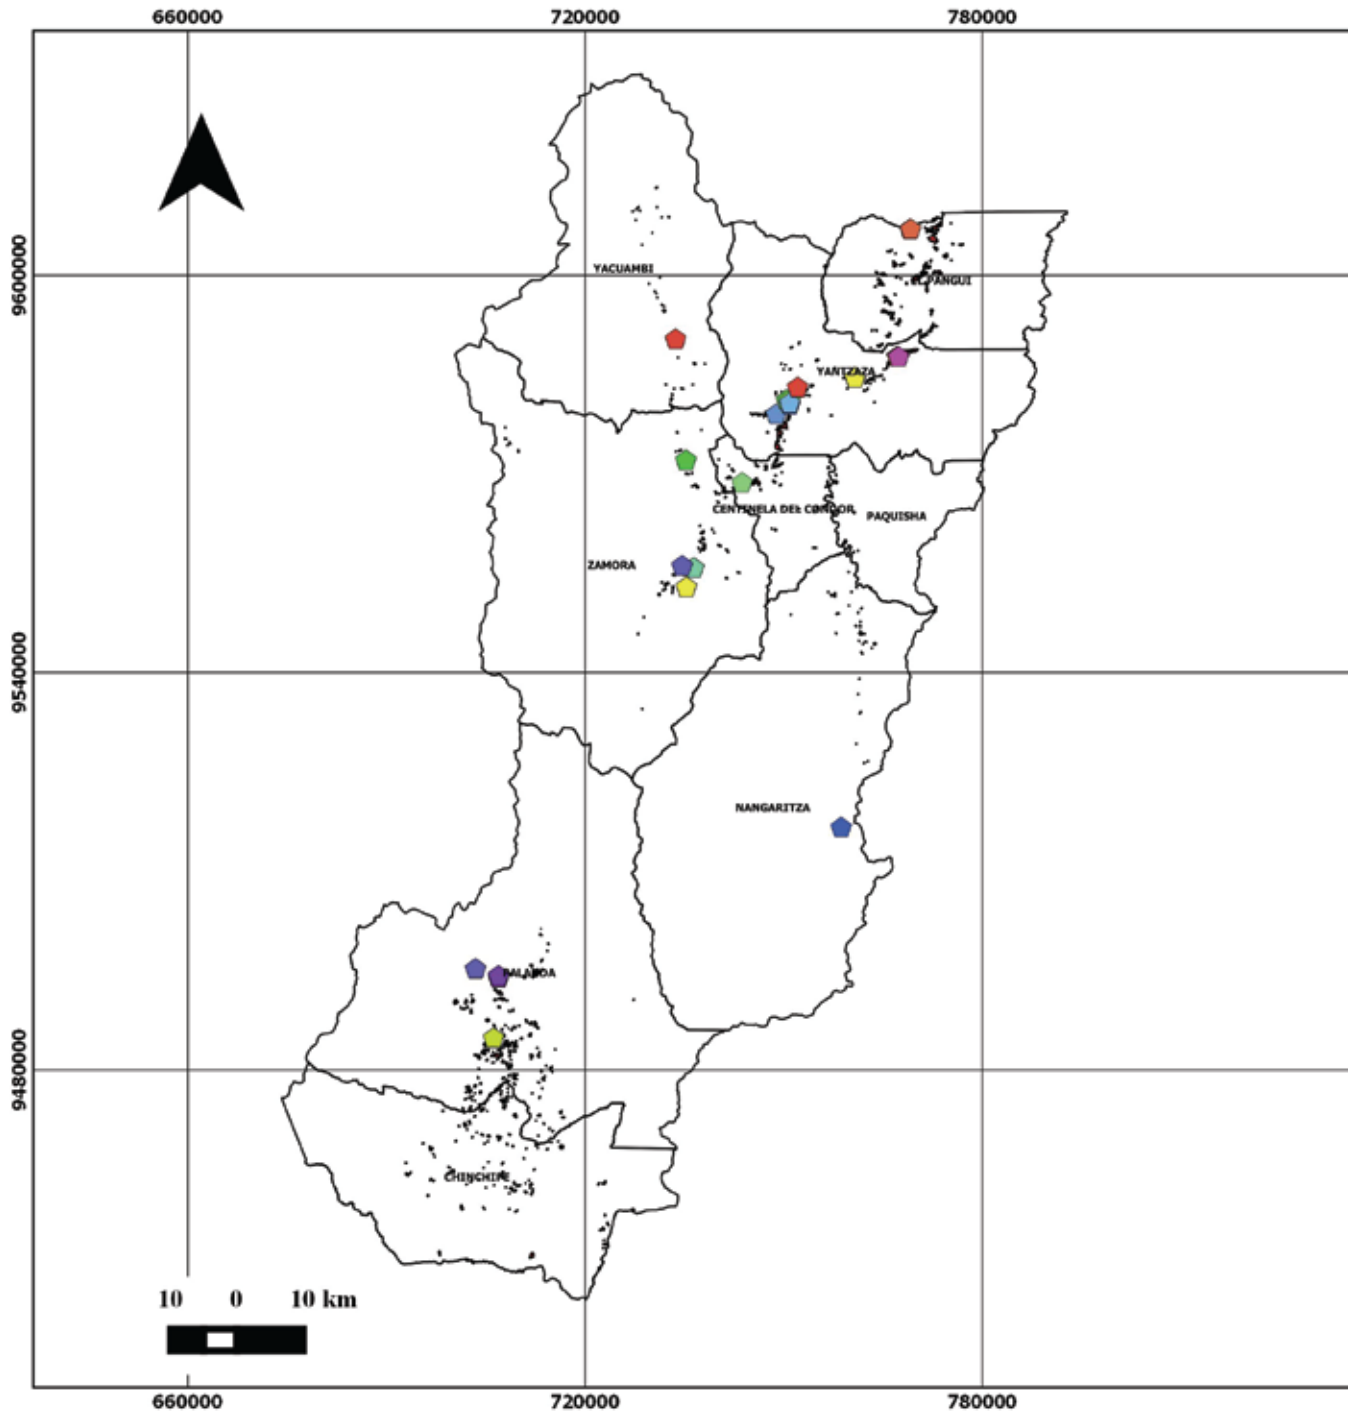 660000 720000 780000
9600000
YACUAMBI
EL PANGUI
YANTZAZA
CENTINELA DEL CONDOR
PAQUISHA
ZAMORA
9540000
NANGARITZA
PALANDA
9480000
CHINCHIPE
10 0 10 km
660000 720000 780000